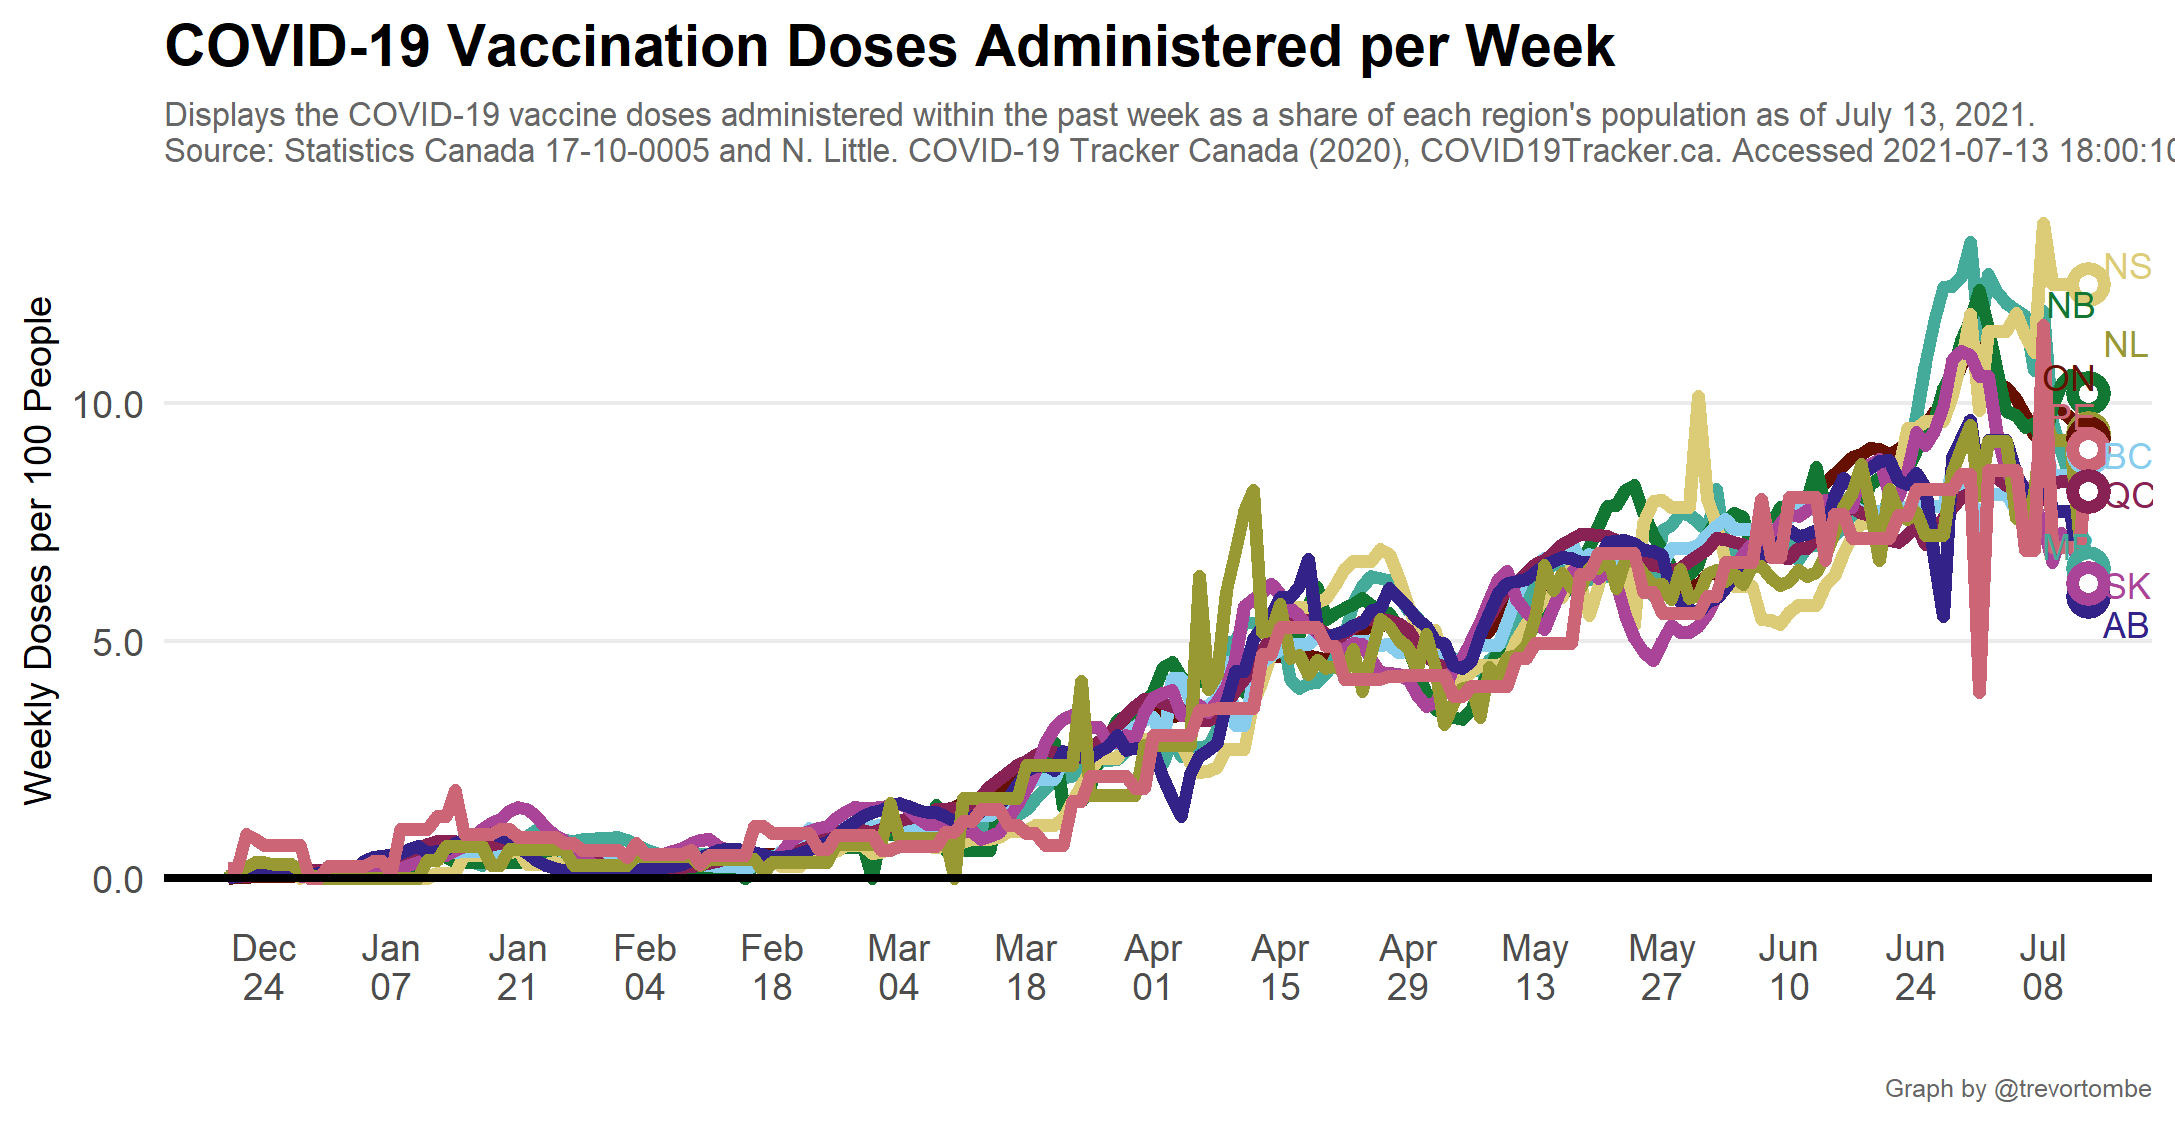 COVID-19 Vaccination Doses Administered per Week
Displays the COVID-19 vaccine doses administered within the past week as a share of each region's population as of July 13, 2021.
Source: Statistics Canada 17-10-0005 and N. Little. COVID-19 Tracker Canada (2020), COVID19Tracker.ca. Accessed 2021-07-13 18:00:10
Weekly Doses per 100 People
10.0
5.0
0.0
NS
NB
NL
ON
PE
BC
QC
MB
SK
AB
Dec 24
Jan 07
Jan 21
Feb 04
Feb 18
Mar 04
Mar 18
Apr 01
Apr 15
Apr 29
May 13
May 27
Jun 10
Jun 24
Jul 08
Graph by @trevortombe